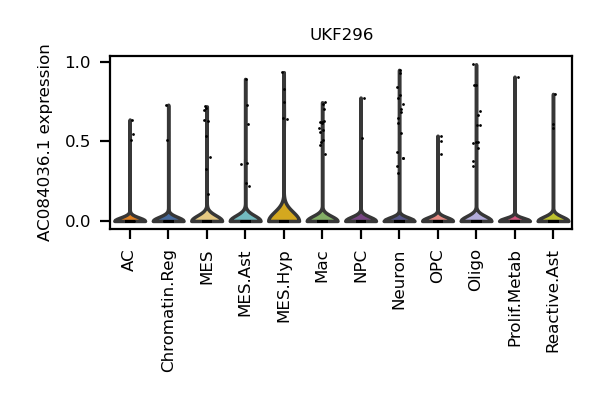 UKF296
AC084036.1 expression
1.0
0.5
0.0
AC
Chromatin.Reg
MES
MES.Ast
MES.Hyp
Mac
NPC
Neuron
OPC
Oligo
Prolif.Metab
Reactive.Ast